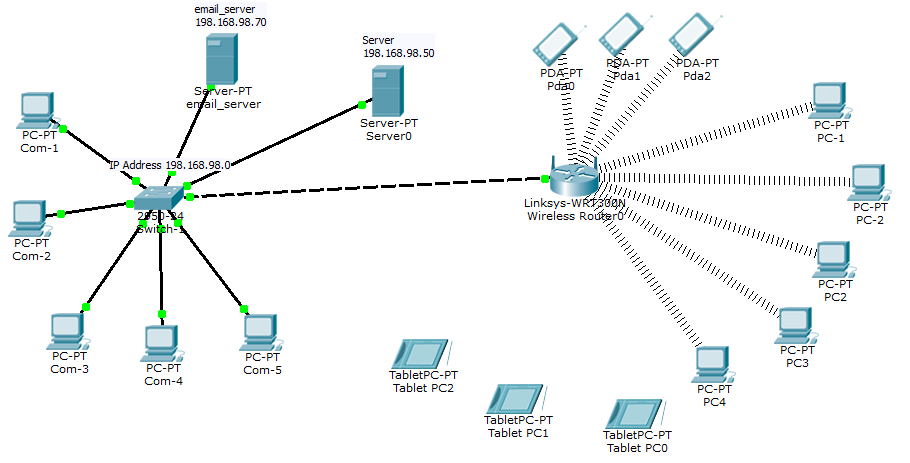 email_server
198.168.98.70
Server-PT
email_server
Server
198.168.98.50
Server-PT
Server0
PDA-PT
Pda0
PDA-PT
Pda1
PDA-PT
Pda2
PC-PT
Com-1
IP Address 198.168.98.0
2950-24
Switch-1
PC-PT
Com-2
PC-PT
Com-3
PC-PT
Com-4
PC-PT
Com-5
Linksys-WRT300N
Wireless Router0
PC-PT
PC-1
PC-PT
PC-2
PC-PT
PC2
PC-PT
PC3
PC-PT
PC4
TabletPC-PT
Tablet PC2
TabletPC-PT
Tablet PC1
TabletPC-PT
Tablet PC0